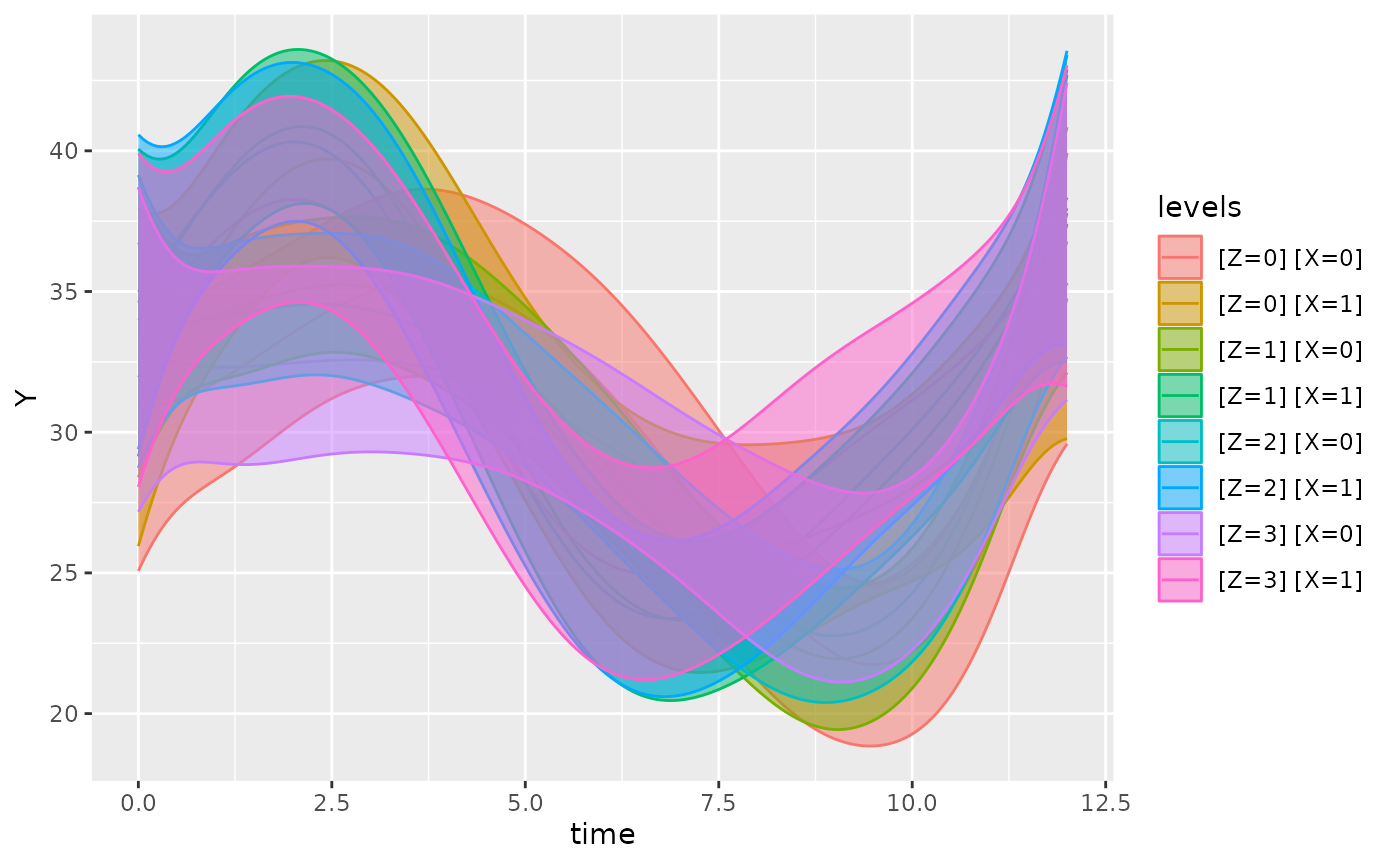 Y
40
35
30
25
20
0.0 2.5 5.0 7.5 10.0 12.5
time
levels
[Z=0] [X=0]
[Z=0] [X=1]
[Z=1] [X=0]
[Z=1] [X=1]
[Z=2] [X=0]
[Z=2] [X=1]
[Z=3] [X=0]
[Z=3] [X=1]